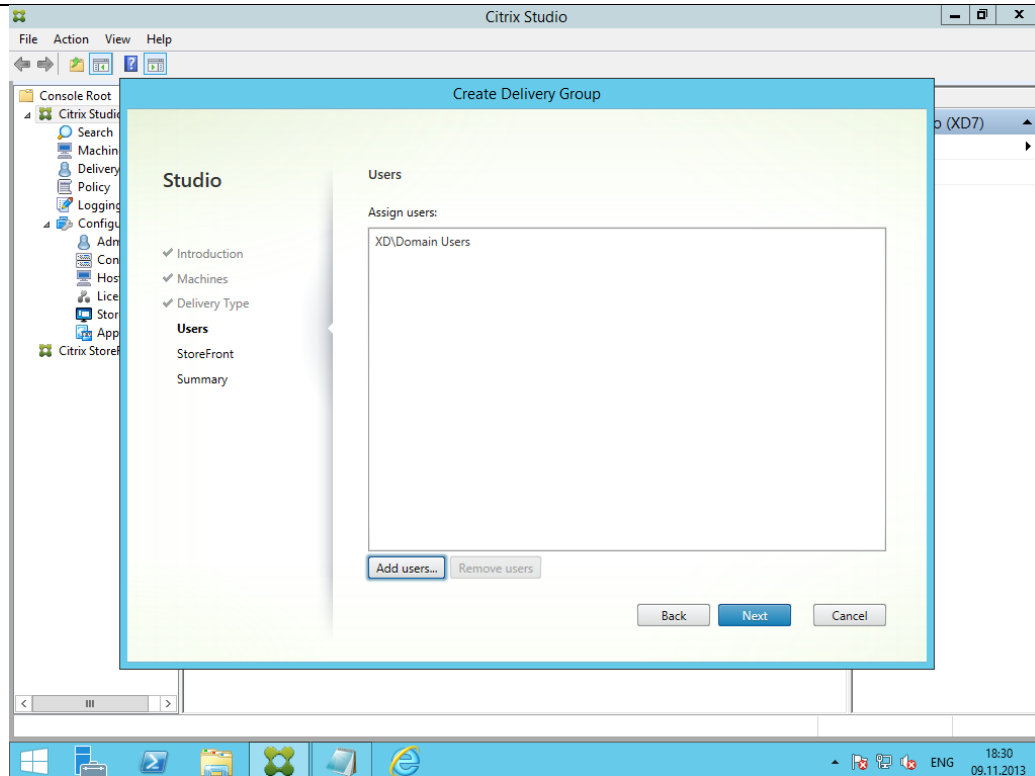 Citrix Studio
File Action View Help
Console Root
Citrix Studio
Search
Machin
Delivery
Policy
Logging
Configu
Adm
Con
Hos
Lice
Stor
App
Citrix StoreF
Create Delivery Group
Studio
Introduction
Machines
Delivery Type
Users
StoreFront
Summary
Users
Assign users:
XD\Domain Users
Add users... Remove users
Back Next Cancel
o (XD7)
ENG 18:30
09.11.2013